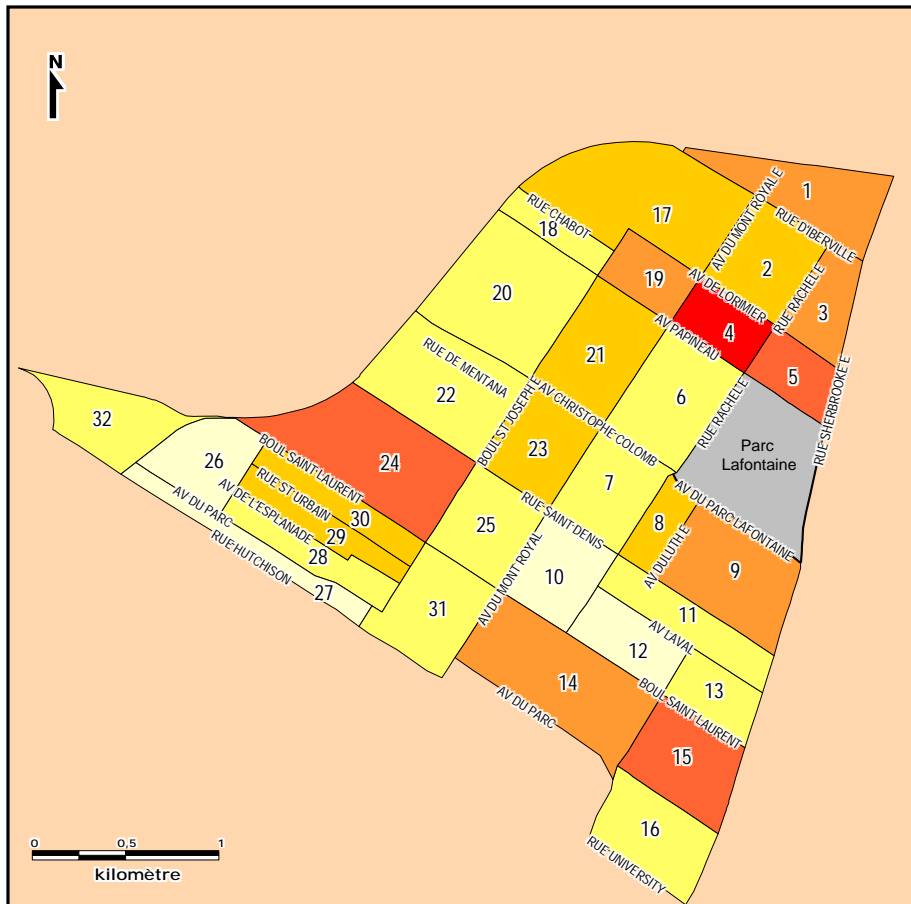 N
1
AV DU MONT ROYAL E
RUE CHABOT
17
RUE D'IBERVILLE
18
2
19
AV DE LORIMIER
RUE RACHEL E
20
3
4
AV PAPINEAU
21
RUE DE MENTANA
5
22
BOUL ST JOSEPH E
AV CHRISTOPHE COLOMB
6
RUE RACHEL E
RUE SHERBROOKE E
32
Parc
Lafontaine
26
BOUL SAINT-LAURENT
24
23
7
RUE ST URBAIN
AV DU PARC LAFONTAINE
AV DE L'ESPLANADE
30
25
RUE SAINT DENIS
8
AV DU PARC
29
AV DULUTH E
RUE HUTCHISON
28
10
9
27
31
AV DU MONT ROYAL
11
AV LAVAL
12
14
13
BOUL SAINT-LAURENT
AV DU PARC
15
16
RUE UNIVERSITY
0
0,5
1
kilomètre